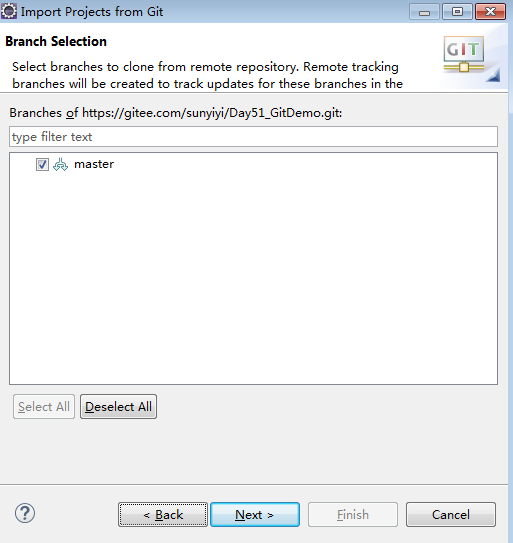 Import Projects from Git
Branch Selection
Select branches to clone from remote repository. Remote tracking
branches will be created to track updates for these branches in the
GIT
Branches of https://gitee.com/sunyiyi/Day51_GitDemo.git:
type filter text
master
Select All
Deselect All
?
< Back
Next >
Finish
Cancel